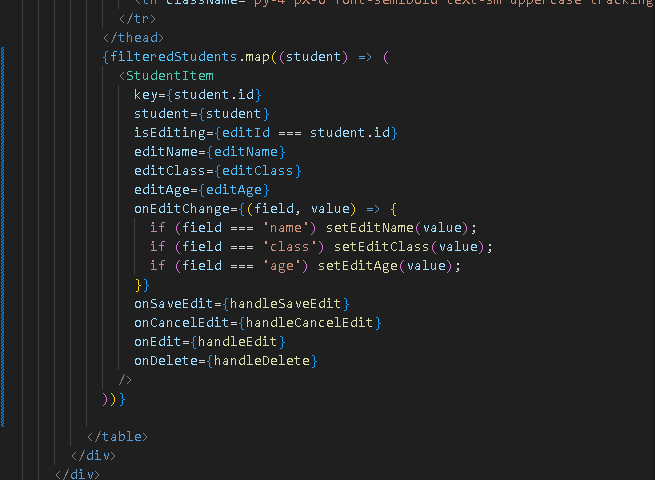 <th className="py-4 px-6 font-semibold text-sm uppercase tracking
</tr>
</thead>
{filteredStudents.map((student) => (
<StudentItem
key={student.id}
student={student}
isEditing={editId === student.id}
editName={editName}
editClass={editClass}
editAge={editAge}
onEditChange={(field, value) => {
if (field === 'name') setEditName(value);
if (field === 'class') setEditClass(value);
if (field === 'age') setEditAge(value);
}}
onSaveEdit={handleSaveEdit}
onCancelEdit={handleCancelEdit}
onEdit={handleEdit}
onDelete={handleDelete}
/>
))}
</table>
</div>
</div>